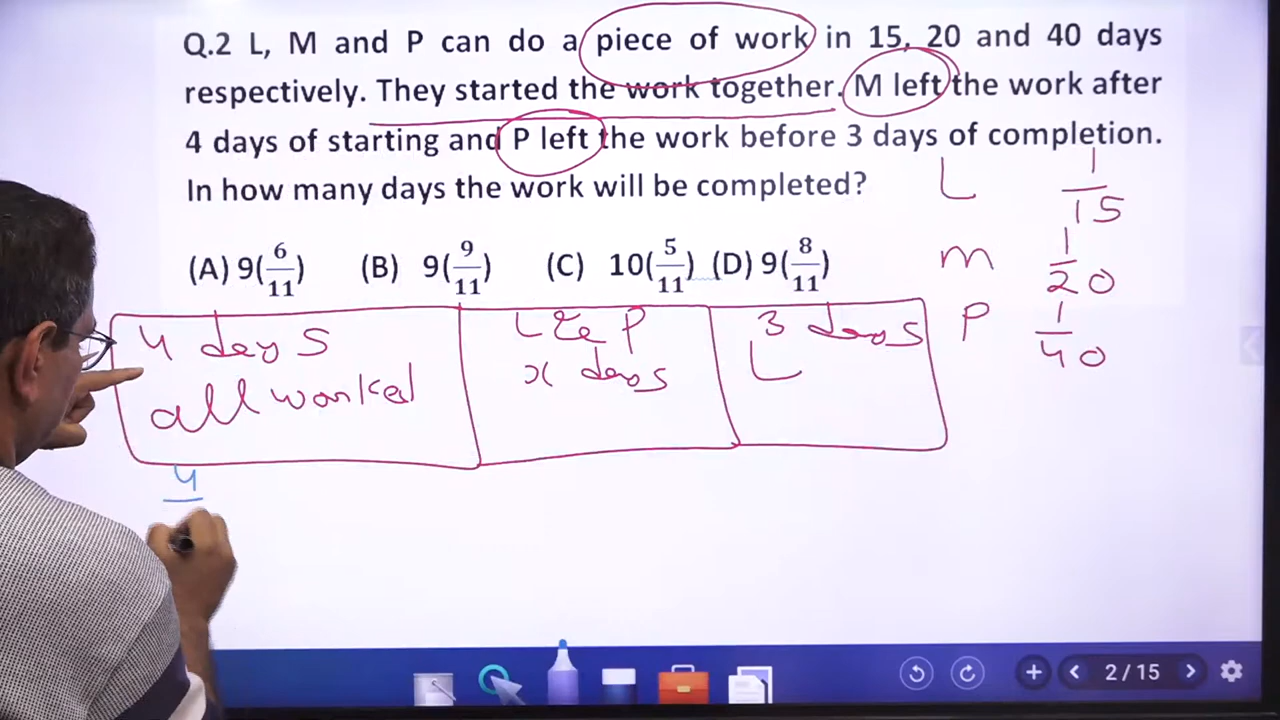 Q.2 L, M and P can do a piece of work in 15, 20 and 40 days
respectively. They started the work together. M left the work after
4 days of starting and P left the work before 3 days of completion.
In how many days the work will be completed?
(A) 9(6/11) (B) 9(9/11) (C) 10(5/11) (D) 9(8/11)
L 1/15
M 1/20
P 1/40
4 days
all worked
L & P
x days
3 days
L
4
2 / 15